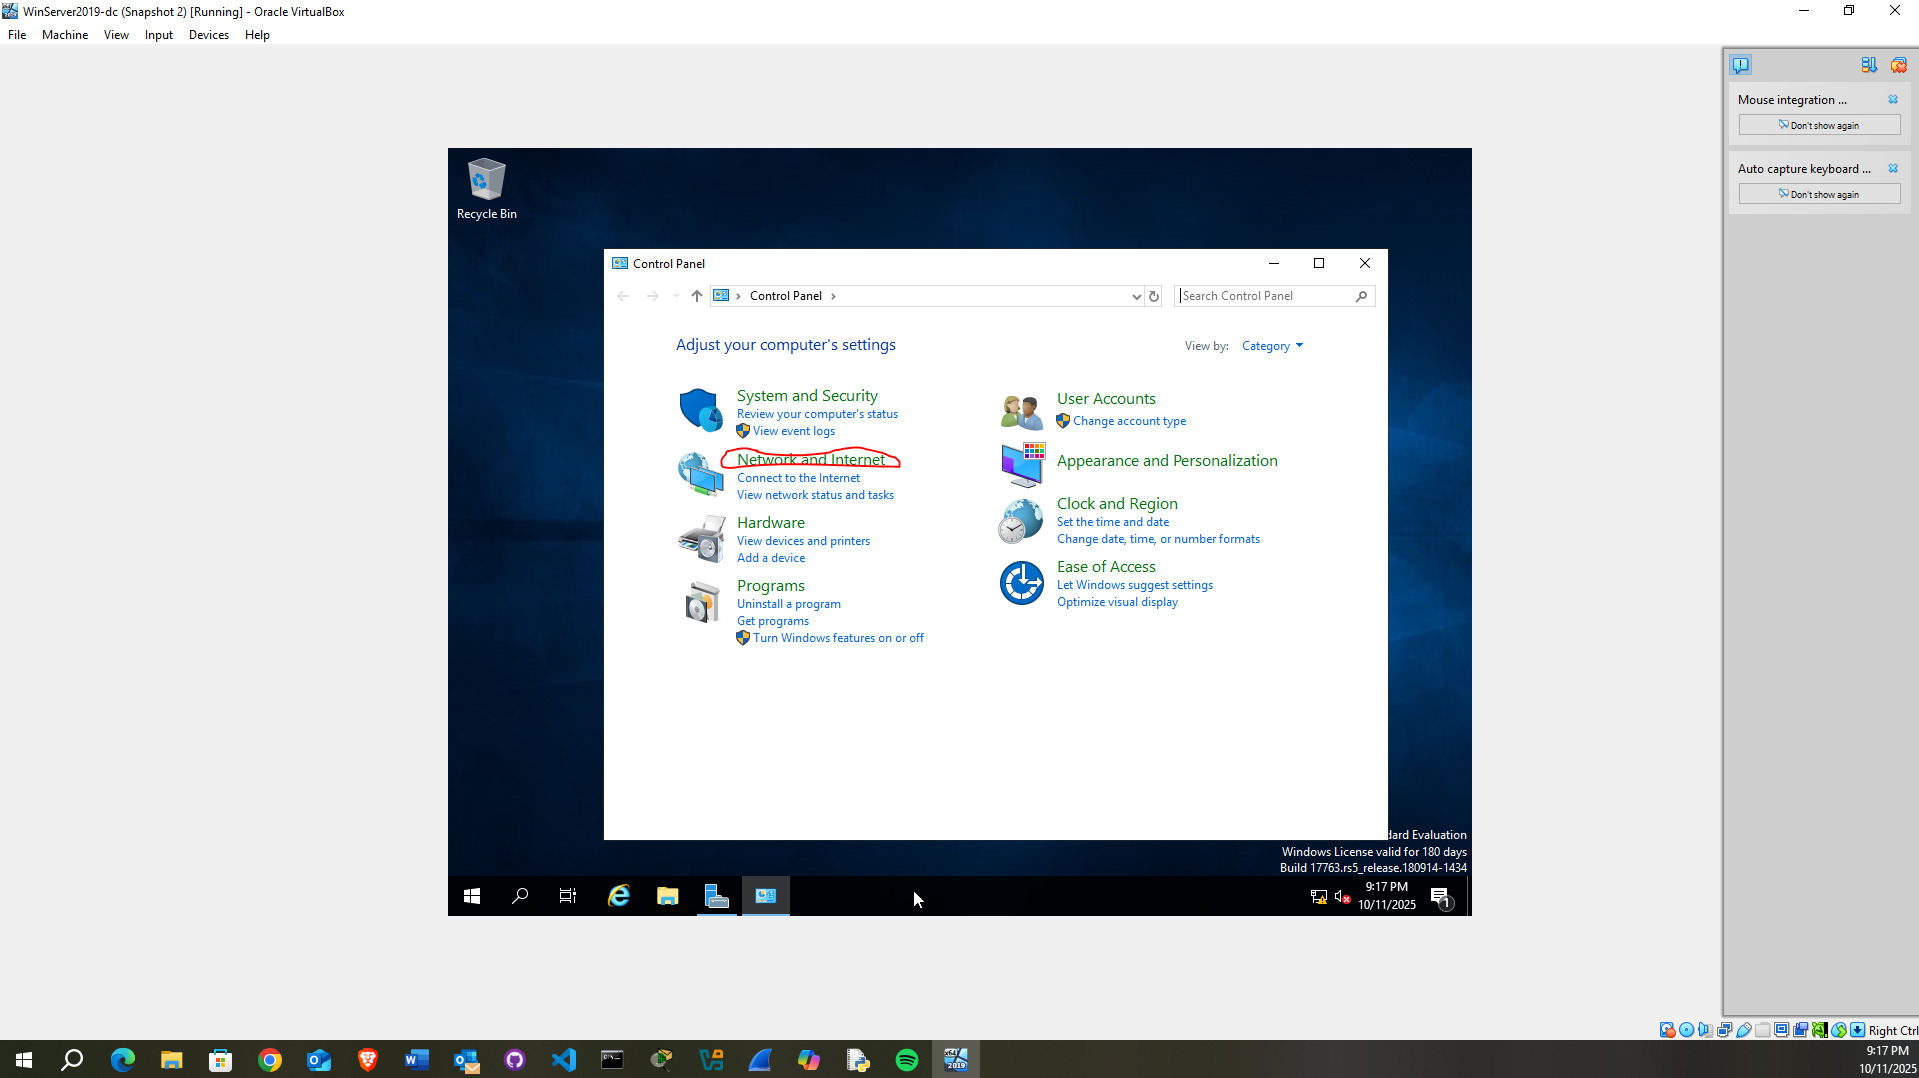 WinServer2019-dc (Snapshot 2) [Running] - Oracle VirtualBox
File Machine View Input Devices Help
Mouse integration ...
Don't show again
Auto capture keyboard ...
Don't show again
Recycle Bin
Control Panel
Control Panel
Search Control Panel
Adjust your computer's settings
View by: Category
System and Security
Review your computer's status
View event logs
Network and Internet
Connect to the Internet
View network status and tasks
Hardware
View devices and printers
Add a device
Programs
Uninstall a program
Get programs
Turn Windows features on or off
User Accounts
Change account type
Appearance and Personalization
Clock and Region
Set the time and date
Change date, time, or number formats
Ease of Access
Let Windows suggest settings
Optimize visual display
dard Evaluation
Windows License valid for 180 days
Build 17763.rs5_release.180914-1434
9:17 PM
10/11/2025
1
Right Ctrl
x64
2019
9:17 PM
10/11/2025